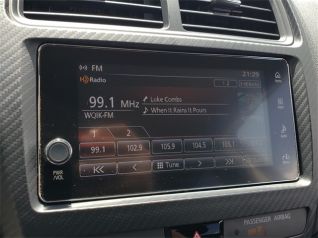 FM
HD Radio
21:29
99.1 MHz
Luke Combs
When It Rains It Pours
WQIK-FM
1 2
99.1 102.9 104.5 105.5
Tune
PWR
/VOL
PASSENGER AIRBAG